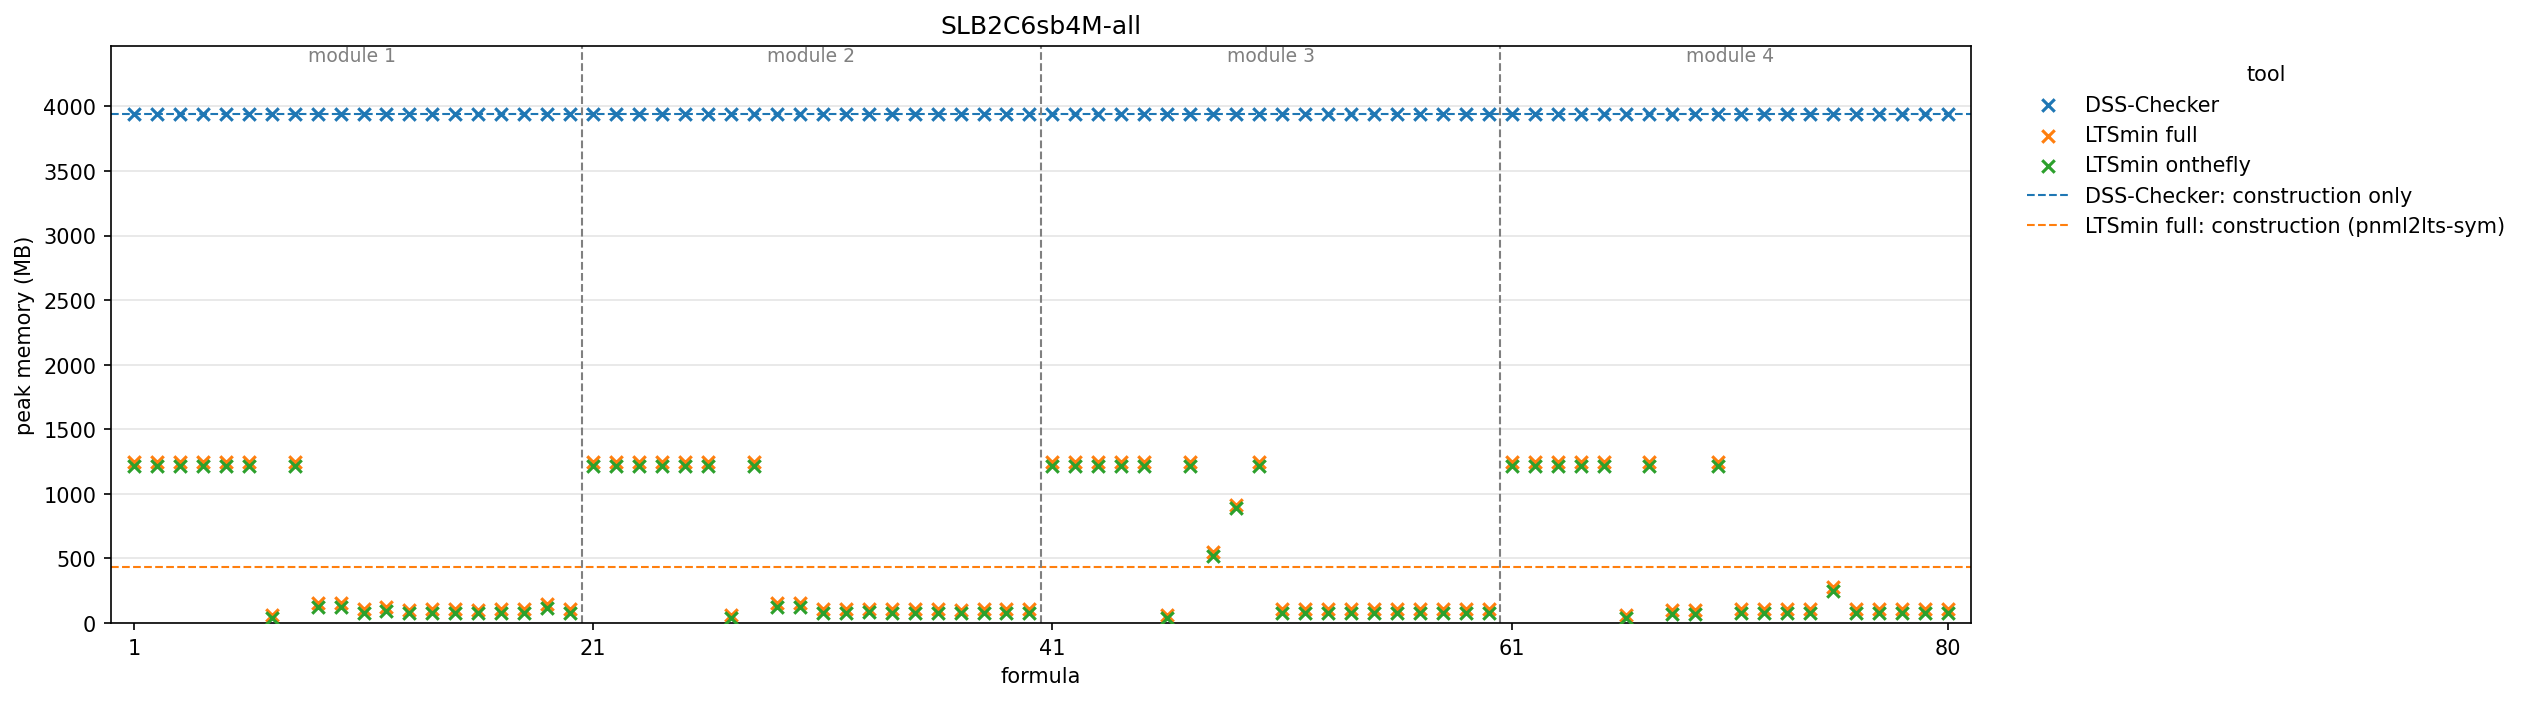 SLB2C6sb4M-all
module 1
module 2
module 3
module 4
tool
DSS-Checker
LTSmin full
LTSmin onthefly
DSS-Checker: construction only
LTSmin full: construction (pnml2lts-sym)
peak memory (MB)
4000
3500
3000
2500
2000
1500
1000
500
0
1
21
41
61
80
formula